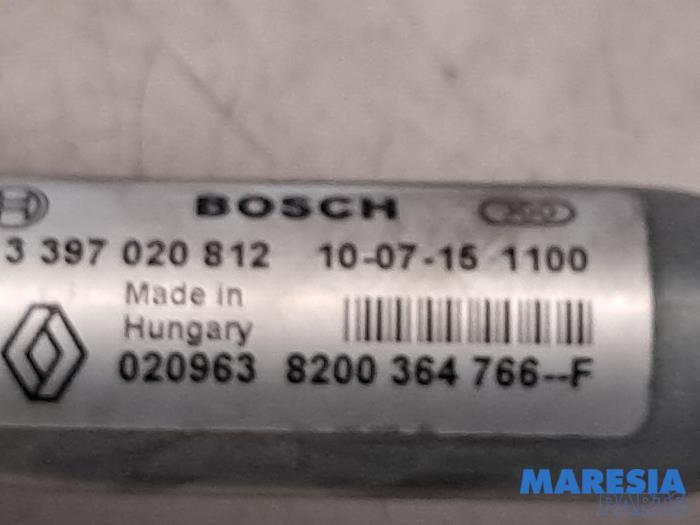 BOSCH
3 397 020 812 10-07-15 1100
Made in
Hungary
020963 8200 364 766--F
MARESIA
PARTS